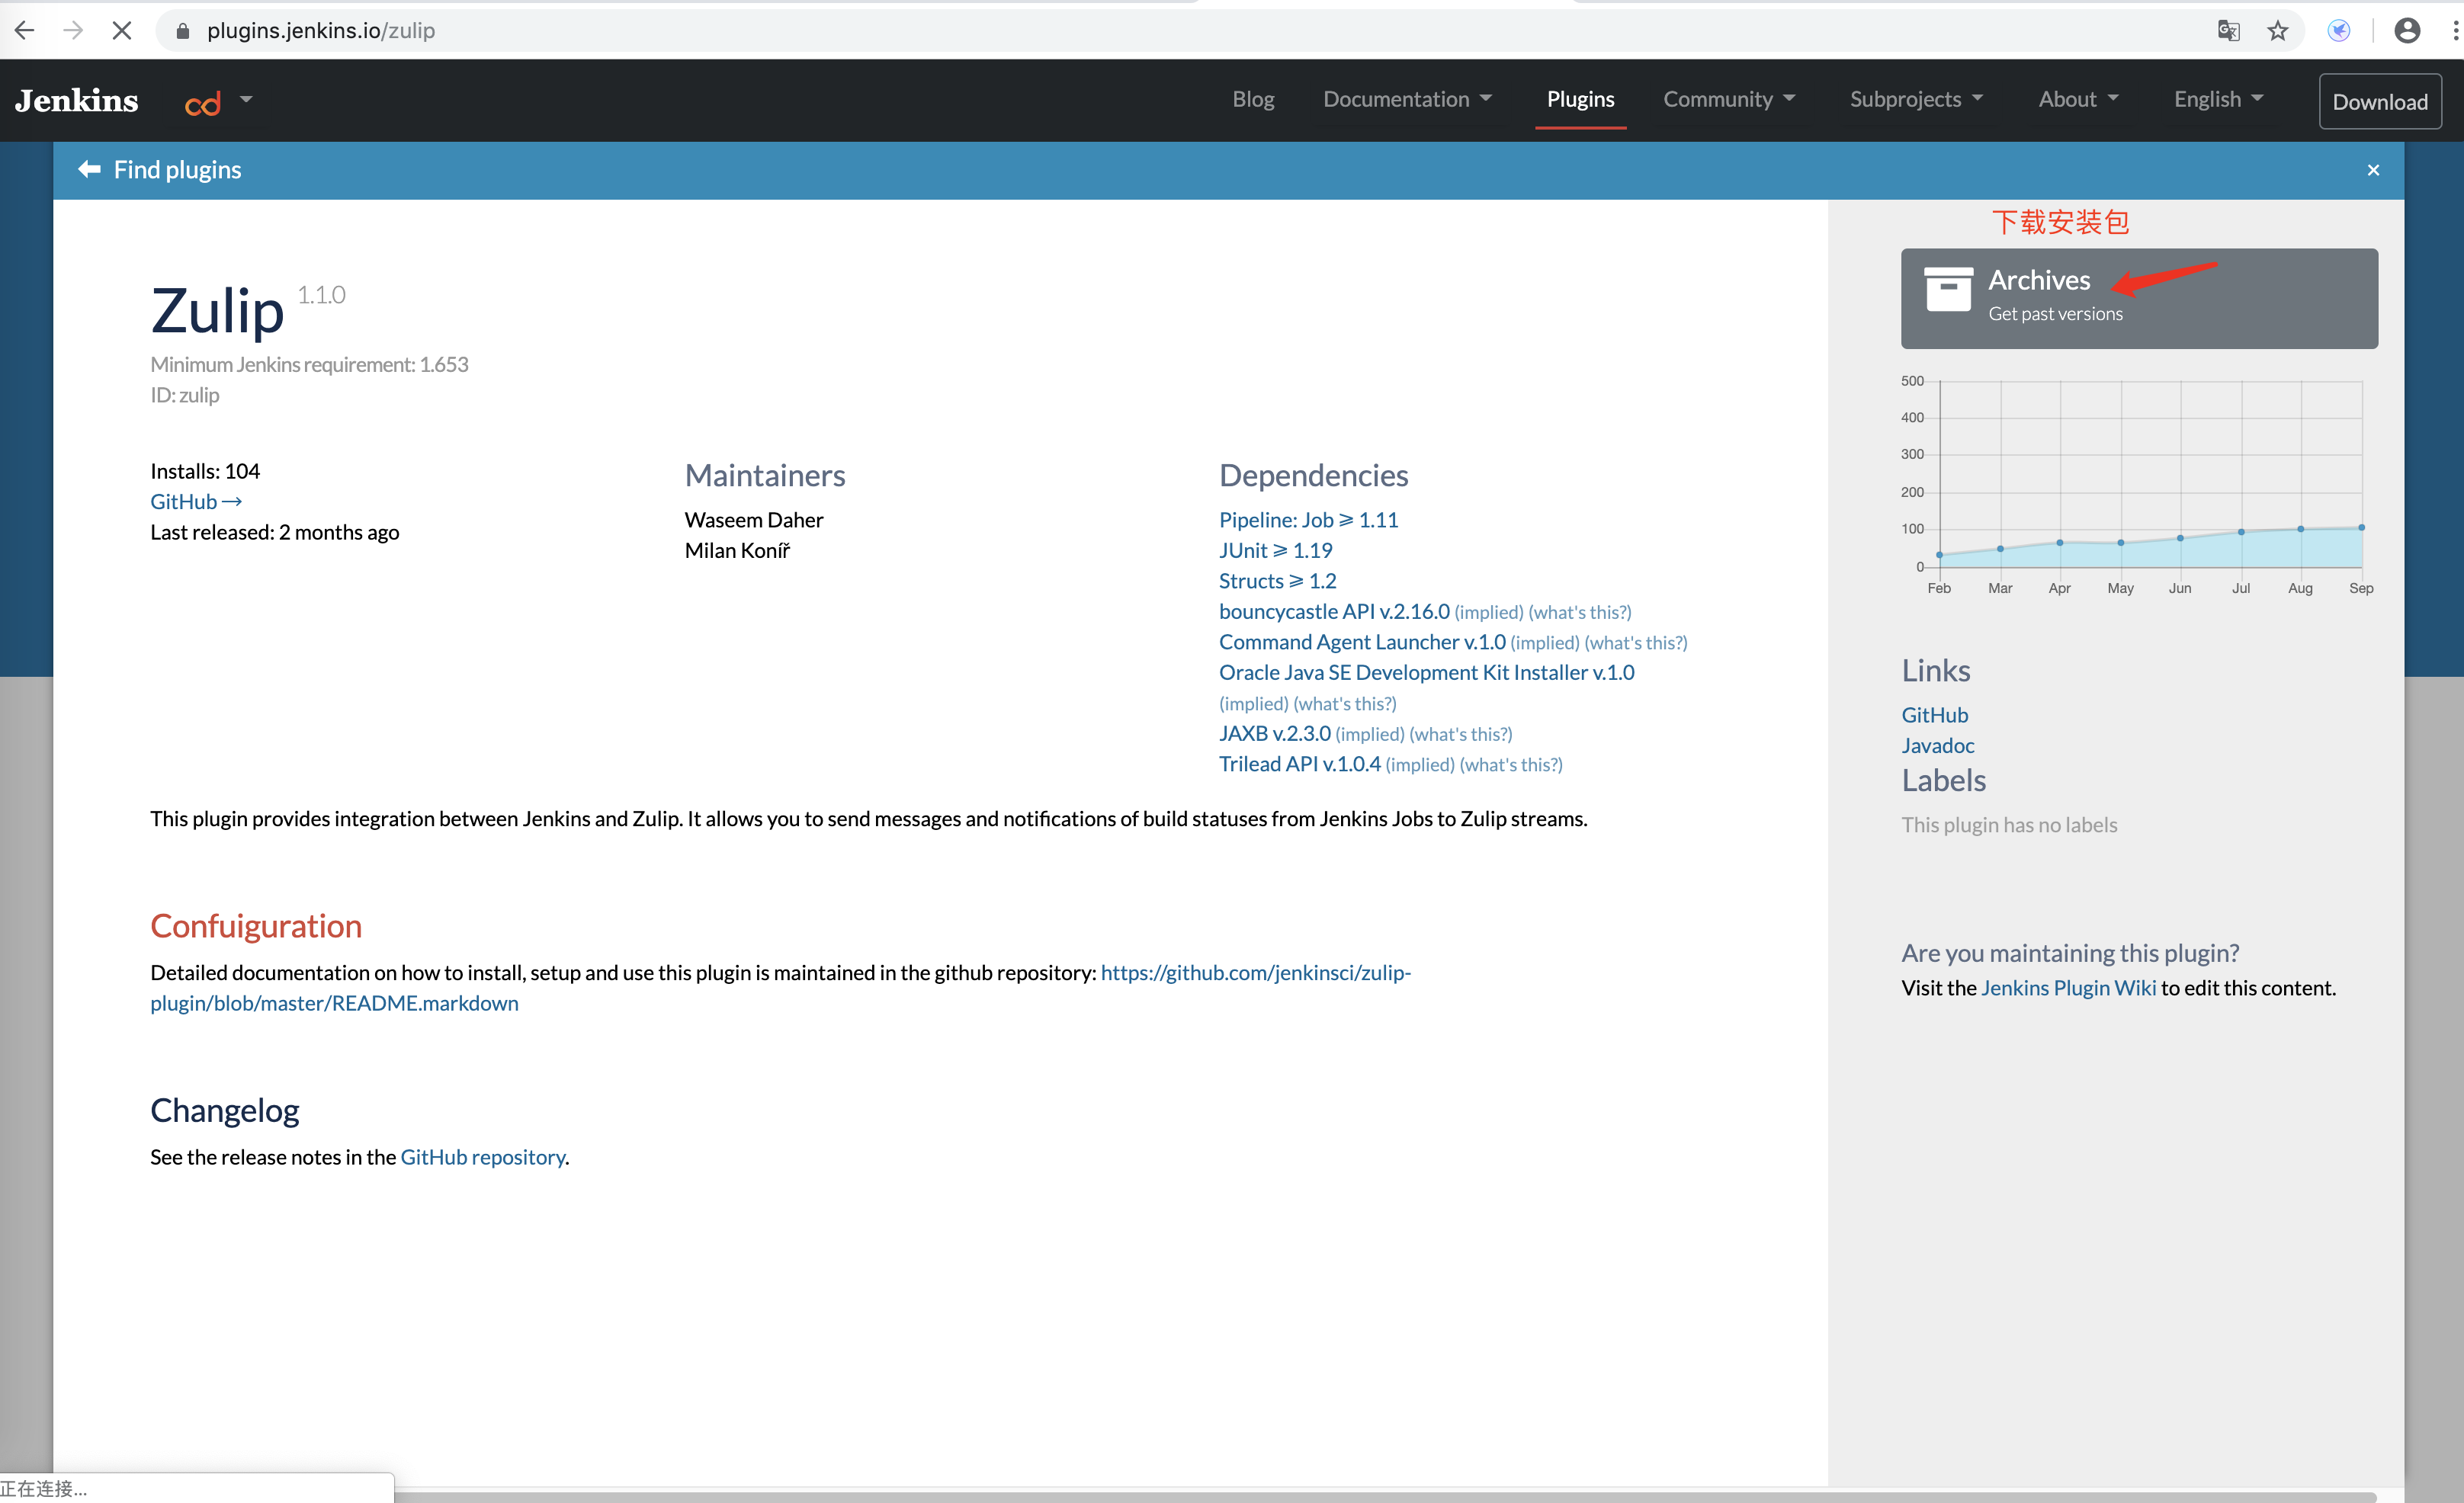 plugins.jenkins.io/zulip
Jenkins cd Blog Documentation Plugins Community Subprojects About English Download
Find plugins ×
下载安装包
Archives
Get past versions
Zulip 1.1.0
Minimum Jenkins requirement: 1.653
ID: zulip
Installs: 104
GitHub →
Last released: 2 months ago
Maintainers
Waseem Daher
Milan Koníř
Dependencies
Pipeline: Job ⩾ 1.11
JUnit ⩾ 1.19
Structs ⩾ 1.2
bouncycastle API v.2.16.0 (implied) (what's this?)
Command Agent Launcher v.1.0 (implied) (what's this?)
Oracle Java SE Development Kit Installer v.1.0
(implied) (what's this?)
JAXB v.2.3.0 (implied) (what's this?)
Trilead API v.1.0.4 (implied) (what's this?)
This plugin provides integration between Jenkins and Zulip. It allows you to send messages and notifications of build statuses from Jenkins Jobs to Zulip streams.
Confuiguration
Detailed documentation on how to install, setup and use this plugin is maintained in the github repository: https://github.com/jenkinsci/zulip-
plugin/blob/master/README.markdown
Changelog
See the release notes in the GitHub repository.
500
400
300
200
100
0
Feb Mar Apr May Jun Jul Aug Sep
Links
GitHub
Javadoc
Labels
This plugin has no labels
Are you maintaining this plugin?
Visit the Jenkins Plugin Wiki to edit this content.
正在连接...